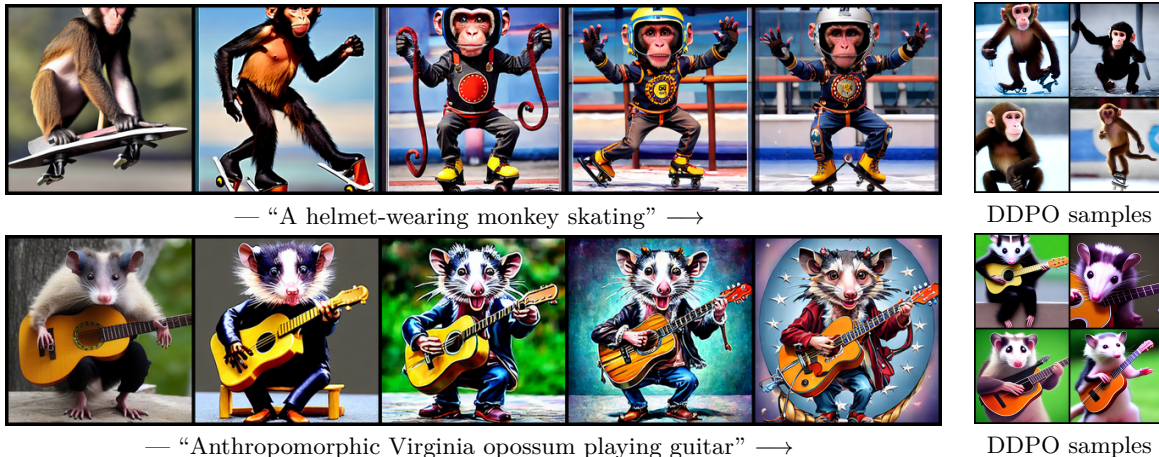 — “A helmet-wearing monkey skating” ⟶
DDPO samples
— “Anthropomorphic Virginia opossum playing guitar” ⟶
DDPO samples